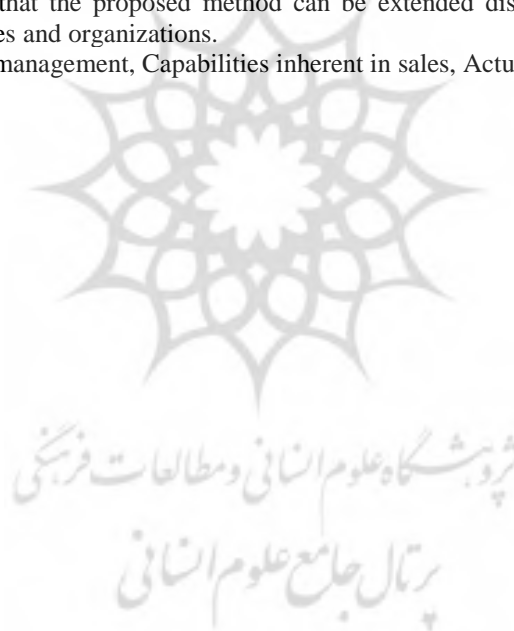 that the proposed method can be extended dis
es and organizations.
management, Capabilities inherent in sales, Actu
پژوهشگاه علوم انسانی و مطالعات فرهنگی
پرتال جامع علوم انسانی